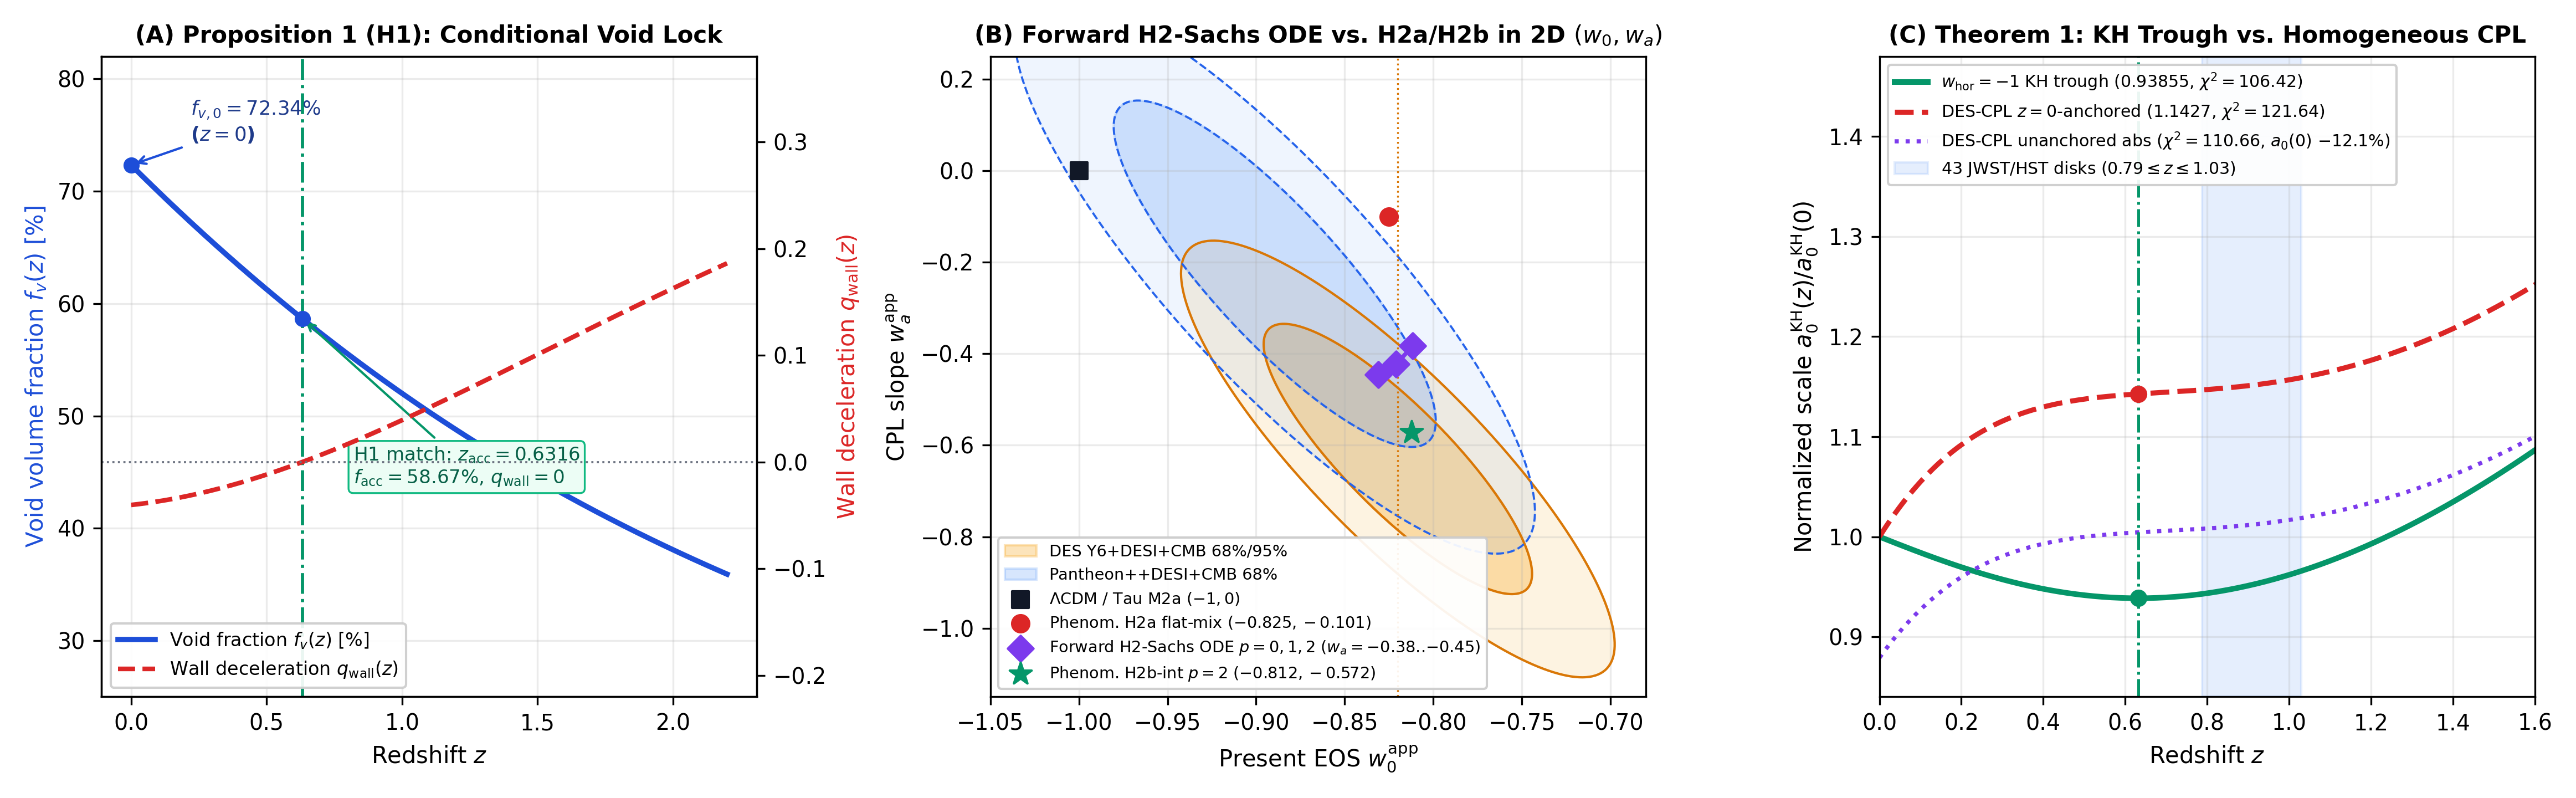 (A) Proposition 1 (H1): Conditional Void Lock
80
70
60
50
40
30
Void volume fraction f_v(z) [%]
f_{v,0} = 72.34%
(z = 0)
H1 match: z_acc = 0.6316
f_acc = 58.67%, q_wall = 0
Void fraction f_v(z) [%]
Wall deceleration q_wall(z)
0.3
0.2
0.1
0.0
−0.1
−0.2
Wall deceleration q_wall(z)
0.0 0.5 1.0 1.5 2.0
Redshift z
(B) Forward H2-Sachs ODE vs. H2a/H2b in 2D (w_0, w_a)
0.2
0.0
−0.2
−0.4
−0.6
−0.8
−1.0
CPL slope w_a^app
DES Y6+DESI+CMB 68%/95%
Pantheon++DESI+CMB 68%
ΛCDM / Tau M2a (−1, 0)
Phenom. H2a flat-mix (−0.825, −0.101)
Forward H2-Sachs ODE p = 0, 1, 2 (w_a = −0.38..−0.45)
Phenom. H2b-int p = 2 (−0.812, −0.572)
−1.05 −1.00 −0.95 −0.90 −0.85 −0.80 −0.75 −0.70
Present EOS w_0^app
(C) Theorem 1: KH Trough vs. Homogeneous CPL
w_hor = −1 KH trough (0.93855, χ² = 106.42)
DES-CPL z = 0-anchored (1.1427, χ² = 121.64)
DES-CPL unanchored abs (χ² = 110.66, a_0(0) −12.1%)
43 JWST/HST disks (0.79 ≤ z ≤ 1.03)
1.4
1.3
1.2
1.1
1.0
0.9
Normalized scale a_0^KH(z)/a_0^KH(0)
0.0 0.2 0.4 0.6 0.8 1.0 1.2 1.4 1.6
Redshift z